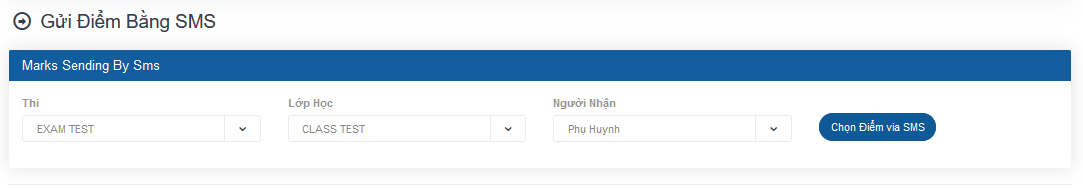 Gửi Điểm Bằng SMS
Marks Sending By Sms
Thi Lớp Học Người Nhận
EXAM TEST CLASS TEST Phụ Huynh Chọn Điểm via SMS